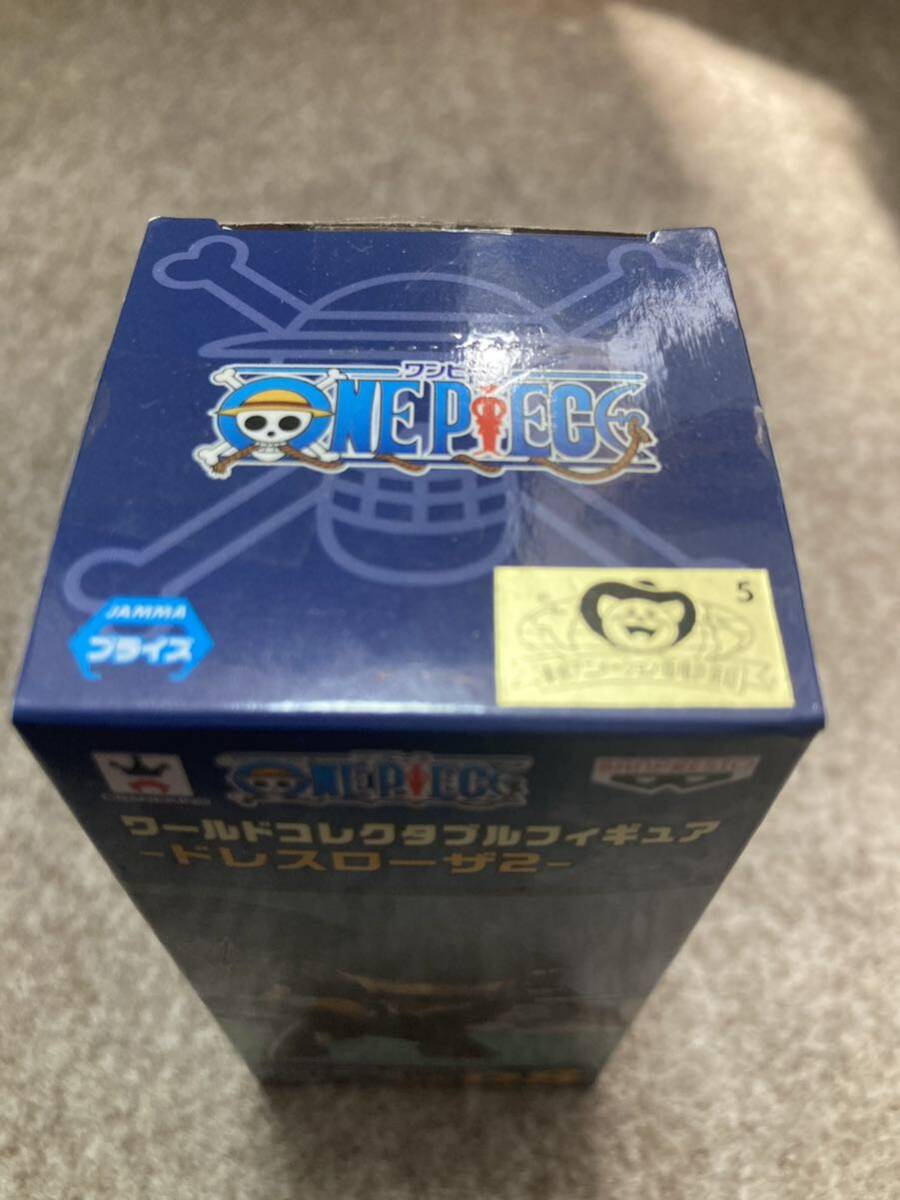 ワンピース
ONE PIECE
JAMMA
プライズ
5
ONE PIECE
BANPRESTO
ワールドコレクタブルフィギュア
-ドレスローザ2-